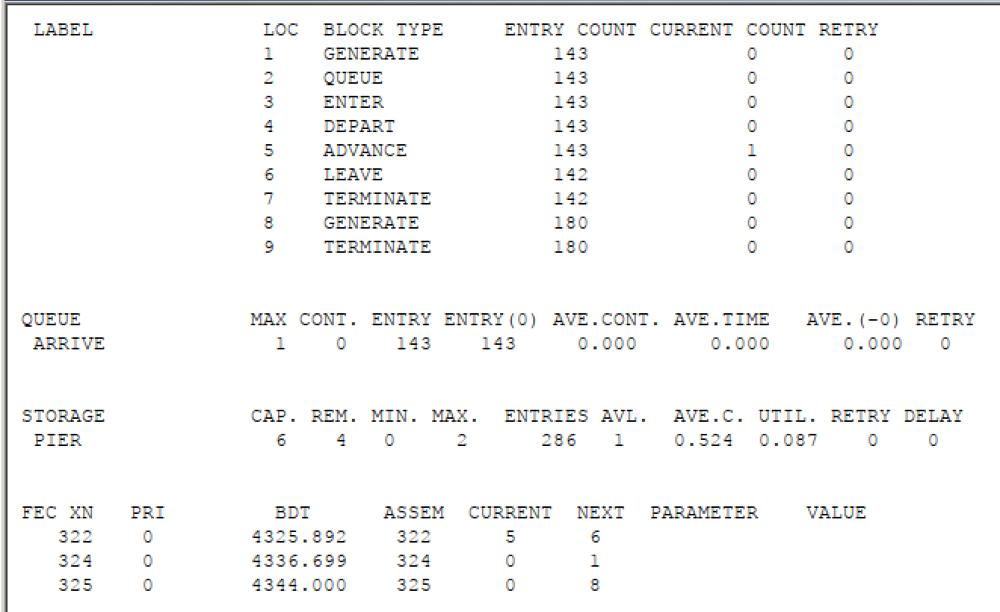 LABEL LOC BLOCK TYPE ENTRY COUNT CURRENT COUNT RETRY
1 GENERATE 143 0 0
2 QUEUE 143 0 0
3 ENTER 143 0 0
4 DEPART 143 0 0
5 ADVANCE 143 1 0
6 LEAVE 142 0 0
7 TERMINATE 142 0 0
8 GENERATE 180 0 0
9 TERMINATE 180 0 0
QUEUE MAX CONT. ENTRY ENTRY(0) AVE.CONT. AVE.TIME AVE.(-0) RETRY
ARRIVE 1 0 143 143 0.000 0.000 0.000 0
STORAGE CAP. REM. MIN. MAX. ENTRIES AVL. AVE.C. UTIL. RETRY DELAY
PIER 6 4 0 2 286 1 0.524 0.087 0 0
FEC XN PRI BDT ASSEM CURRENT NEXT PARAMETER VALUE
322 0 4325.892 322 5 6
324 0 4336.699 324 0 1
325 0 4344.000 325 0 8